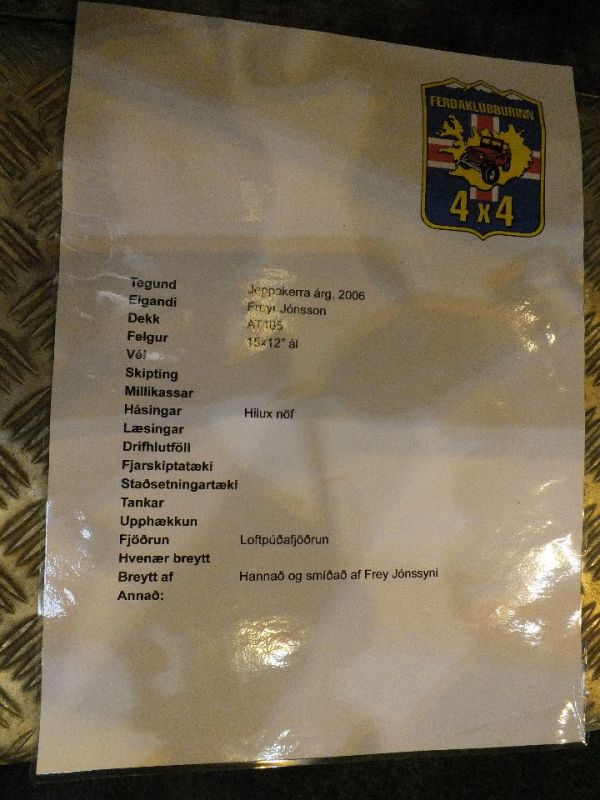 FERÐAKLÚBBURINN
4x4
Tegund Jeppakerra árg. 2006
Eigandi Freyr Jónsson
Dekk AT405
Felgur 15x12" ál
Vél
Skipting
Millikassar
Hásingar Hilux nöf
Læsingar
Drifhlutföll
Fjarskiptatæki
Staðsetningartæki
Tankar
Upphækkun
Fjöðrun Loftpúðafjöðrun
Hvenær breytt
Breytt af Hannað og smíðað af Frey Jónssyni
Annað: